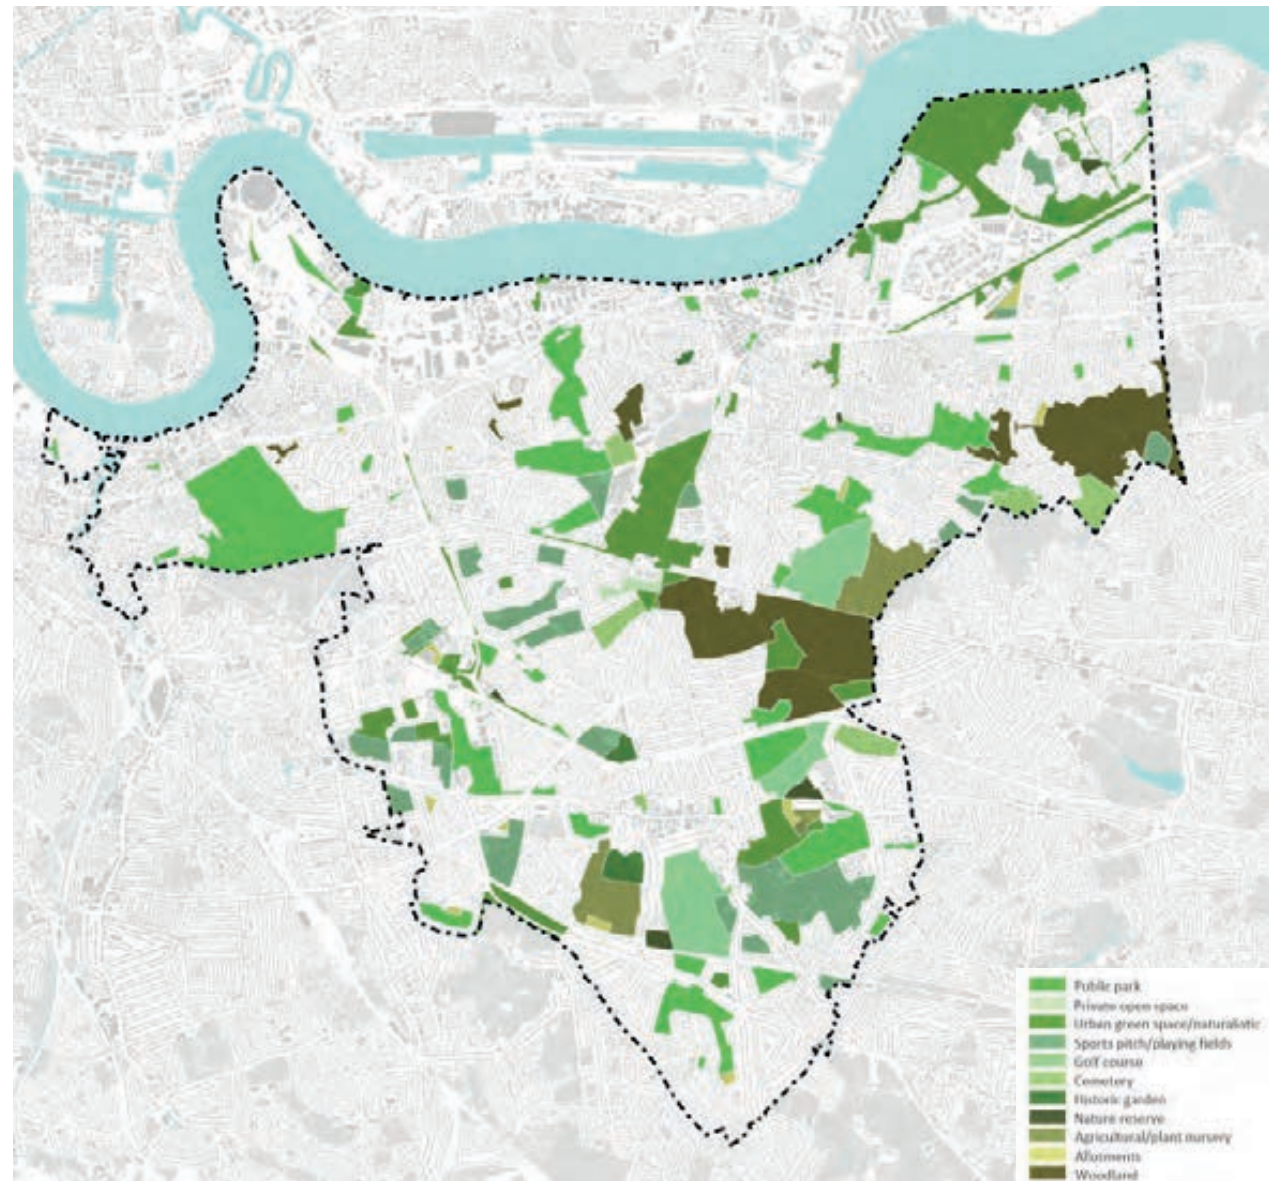 Public park
Private open space
Urban green space/naturalistic
Sports pitch/playing fields
Golf course
Cemetery
Historic garden
Nature reserve
Agricultural/plant nursery
Allotments
Woodland